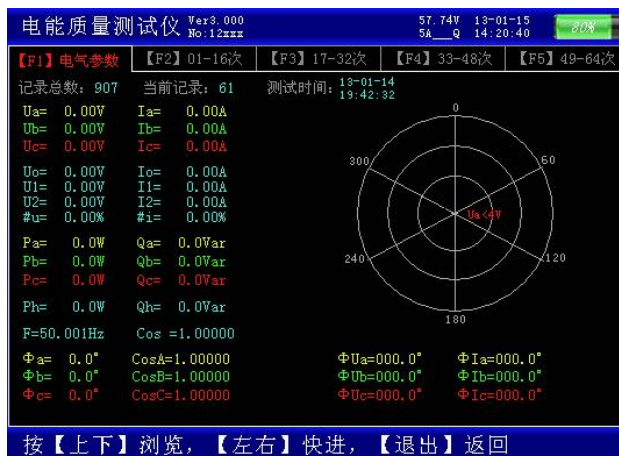 电能质量测试仪 Ver3.000 57.74V 13-01-15 80%
No:12xxx 5A___Q 14:20:40
【F1】电气参数 【F2】01-16次 【F3】17-32次 【F4】33-48次 【F5】49-64次
记录总数: 907 当前记录: 61 测试时间: 13-01-14
19:42:32
Ua= 0.00V Ia= 0.00A
Ub= 0.00V Ib= 0.00A
Uc= 0.00V Ic= 0.00A
Uo= 0.00V Io= 0.00A
U1= 0.00V I1= 0.00A
U2= 0.00V I2= 0.00A
#u= 0.00% #i= 0.00%
Pa= 0.0W Qa= 0.0Var
Pb= 0.0W Qb= 0.0Var
Pc= 0.0W Qc= 0.0Var
Ph= 0.0W Qh= 0.0Var
F=50.001Hz Cos =1.00000
0
300 60
Ua<4V
240 120
180
Φa= 0.0° CosA=1.00000 ΦUa=000.0° ΦIa=000.0°
Φb= 0.0° CosB=1.00000 ΦUb=000.0° ΦIb=000.0°
Φc= 0.0° CosC=1.00000 ΦUc=000.0° ΦIc=000.0°
按【上下】浏览，【左右】快进，【退出】返回